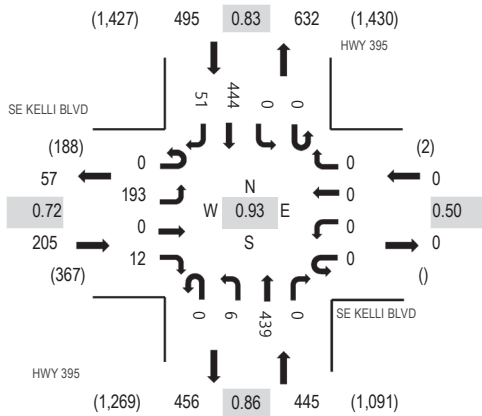 (1,427) 495 0.83 632 (1,430)
HWY 395
51 444 0 0
SE KELLI BLVD
(188) 0 0 (2)
57 193 N 0 0
0.72 W 0.93 E 0.50
205 0 S 0 0
(367) 12 0 ()
0 6 439 0
SE KELLI BLVD
HWY 395
(1,269) 456 0.86 445 (1,091)